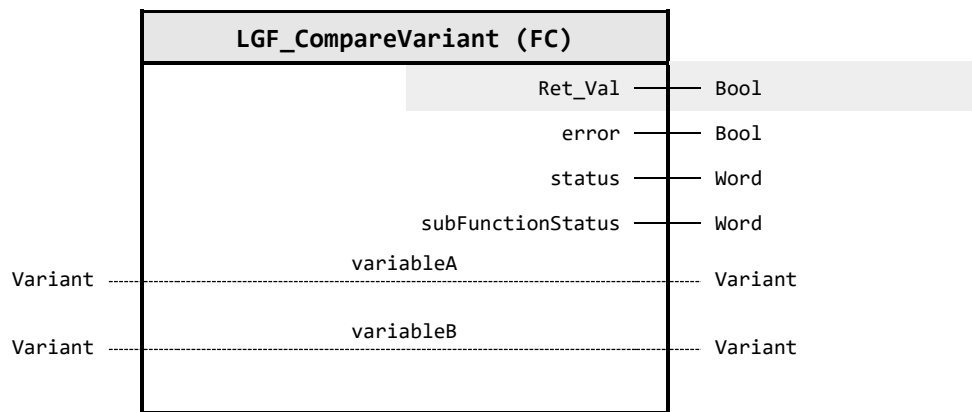 LGF_CompareVariant (FC)
Ret_Val Bool
error Bool
status Word
subFunctionStatus Word
variableA
Variant Variant
variableB
Variant Variant